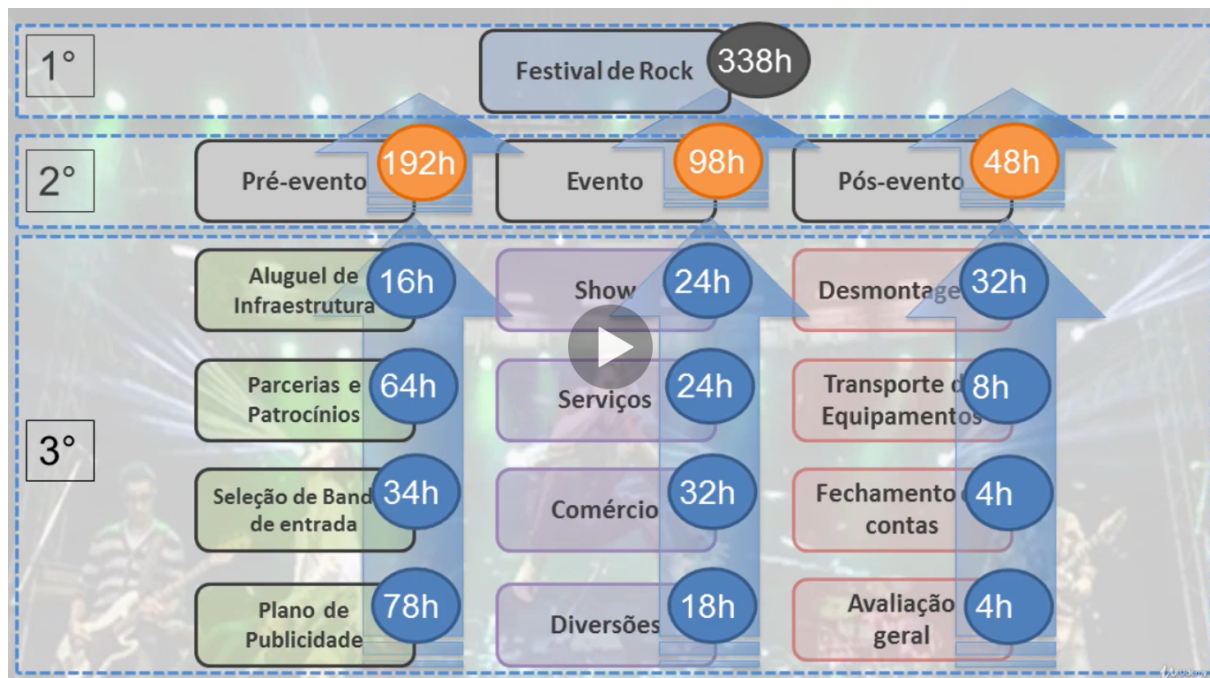 1°
Festival de Rock
338h
2°
Pré-evento
192h
Evento
98h
Pós-evento
48h
3°
Aluguel de
Infraestrutura
16h
Show
24h
Desmontage
32h
Parcerias e
Patrocínios
64h
Serviços
24h
Transporte d
Equipamentos
8h
Seleção de Band
de entrada
34h
Comércio
32h
Fechamento
contas
4h
Plano de
Publicidade
78h
Diversões
18h
Avaliação
geral
4h
Udemy